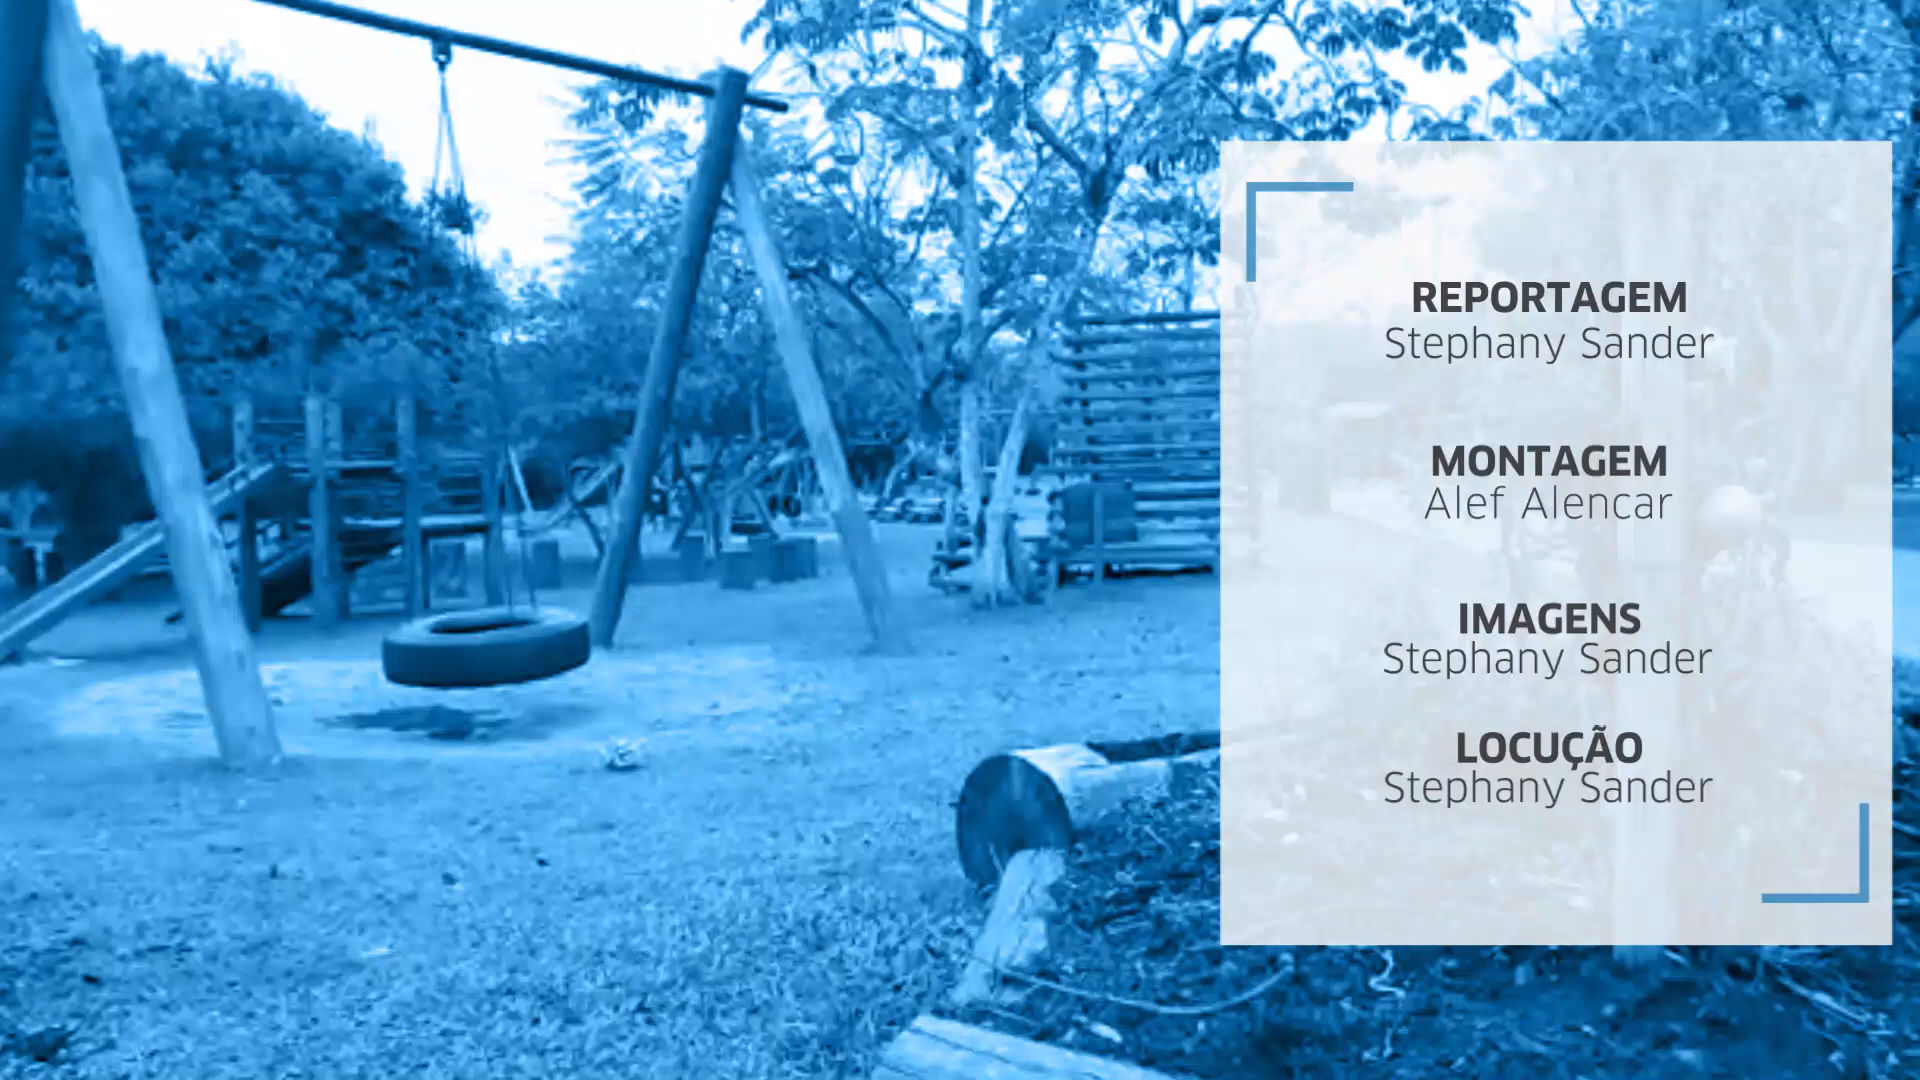 REPORTAGEM
Stephany Sander
MONTAGEM
Alef Alencar
IMAGENS
Stephany Sander
LOCUÇÃO
Stephany Sander